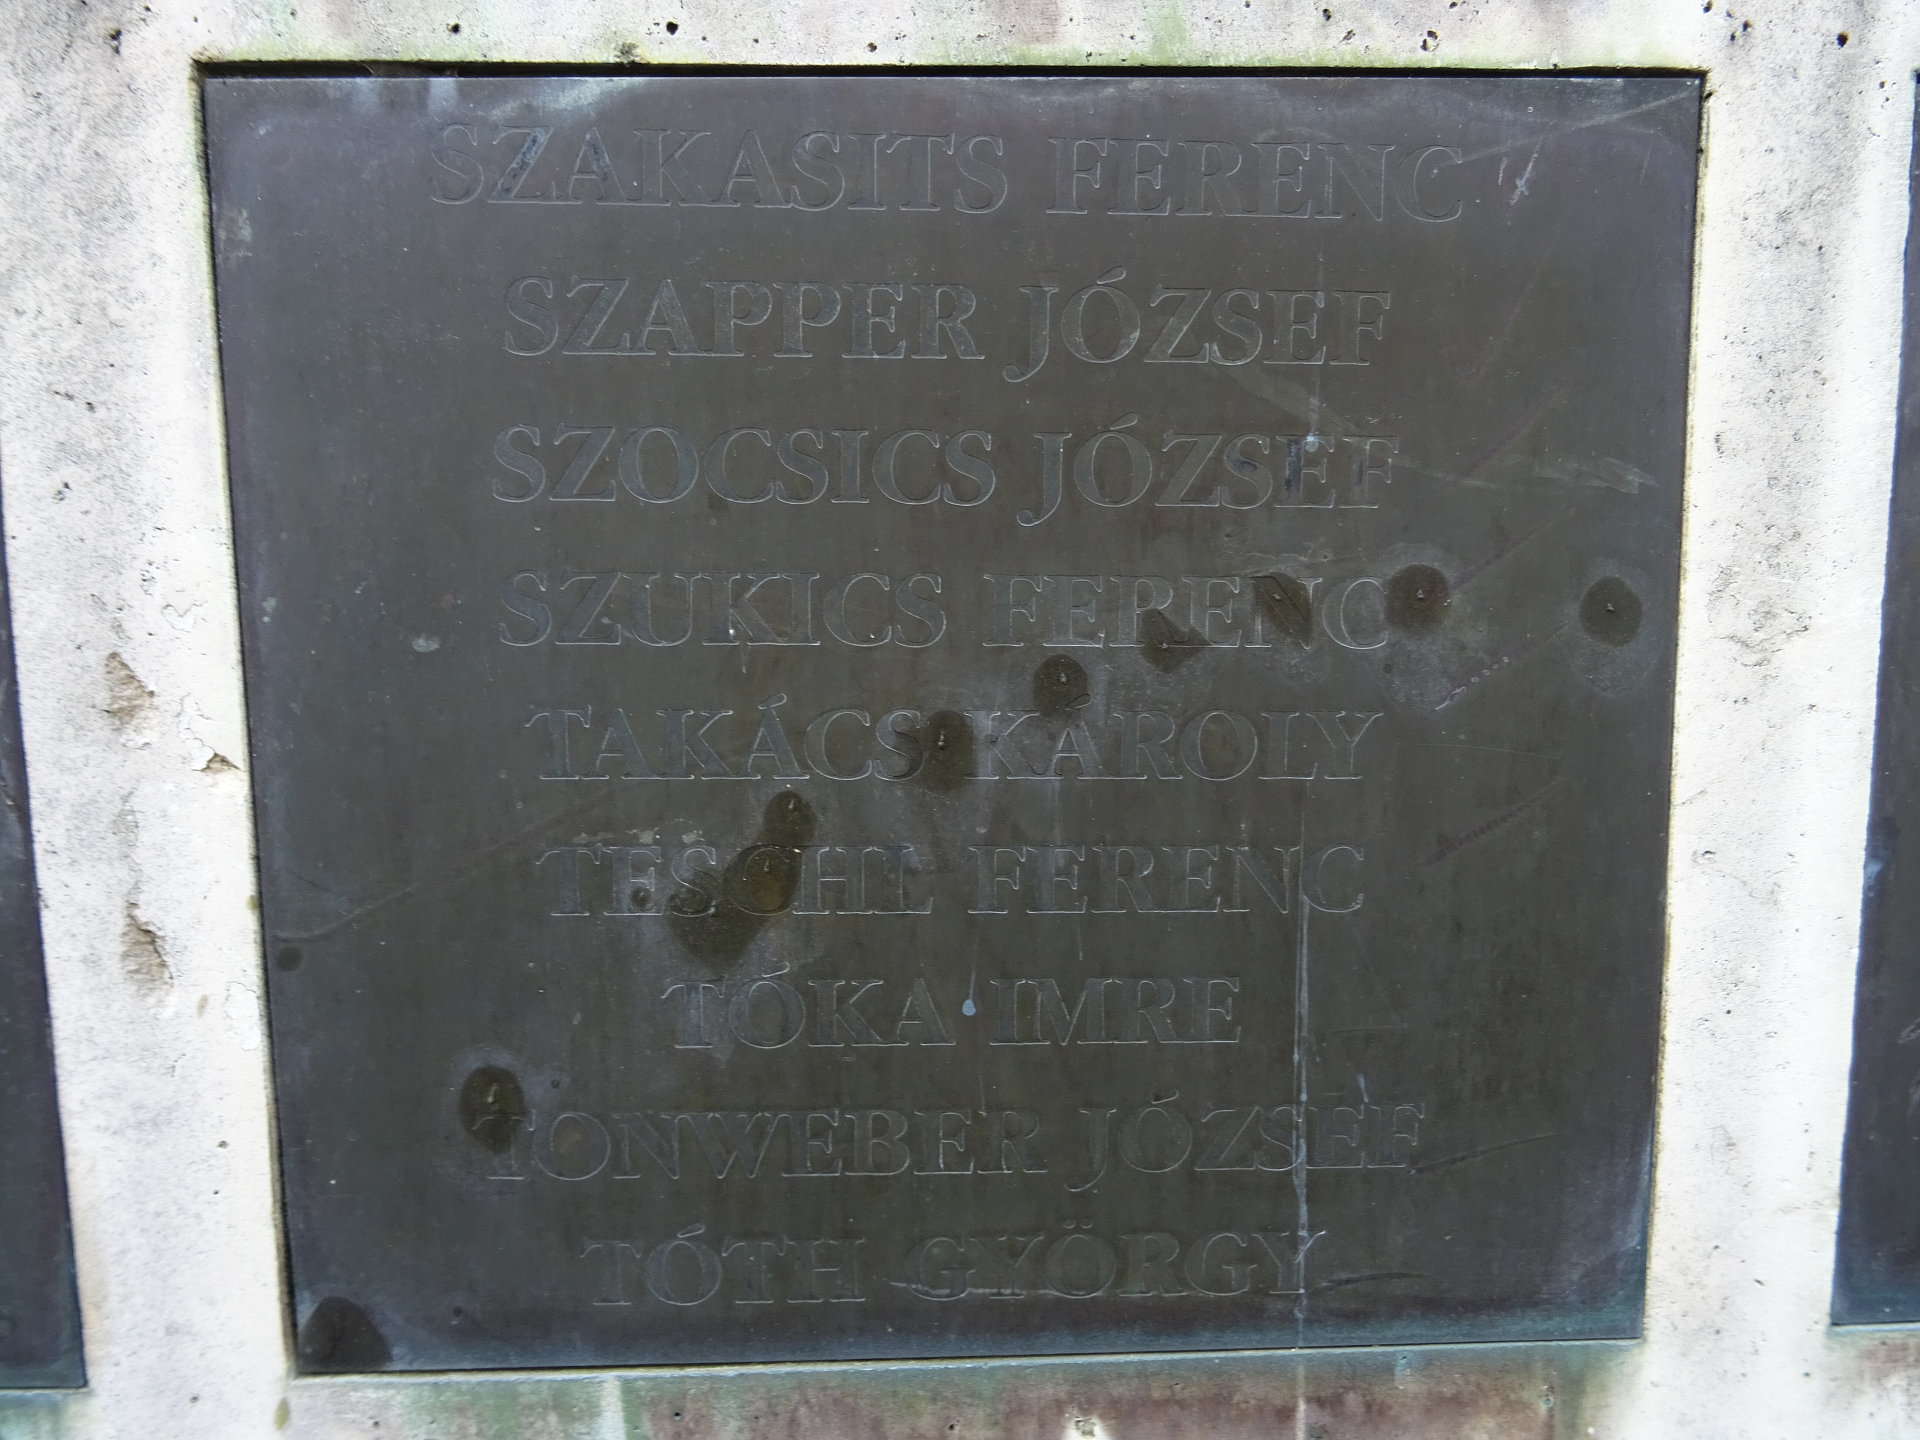 SZAKASITS FERENC
SZAPPER JÓZSEF
SZOCSICS JÓZSEF
SZUKICS FERENC
TAKÁCS KÁROLY
TESCHL FERENC
TÓKA IMRE
TONWEBER JÓZSEF
TÓTH GYÖRGY